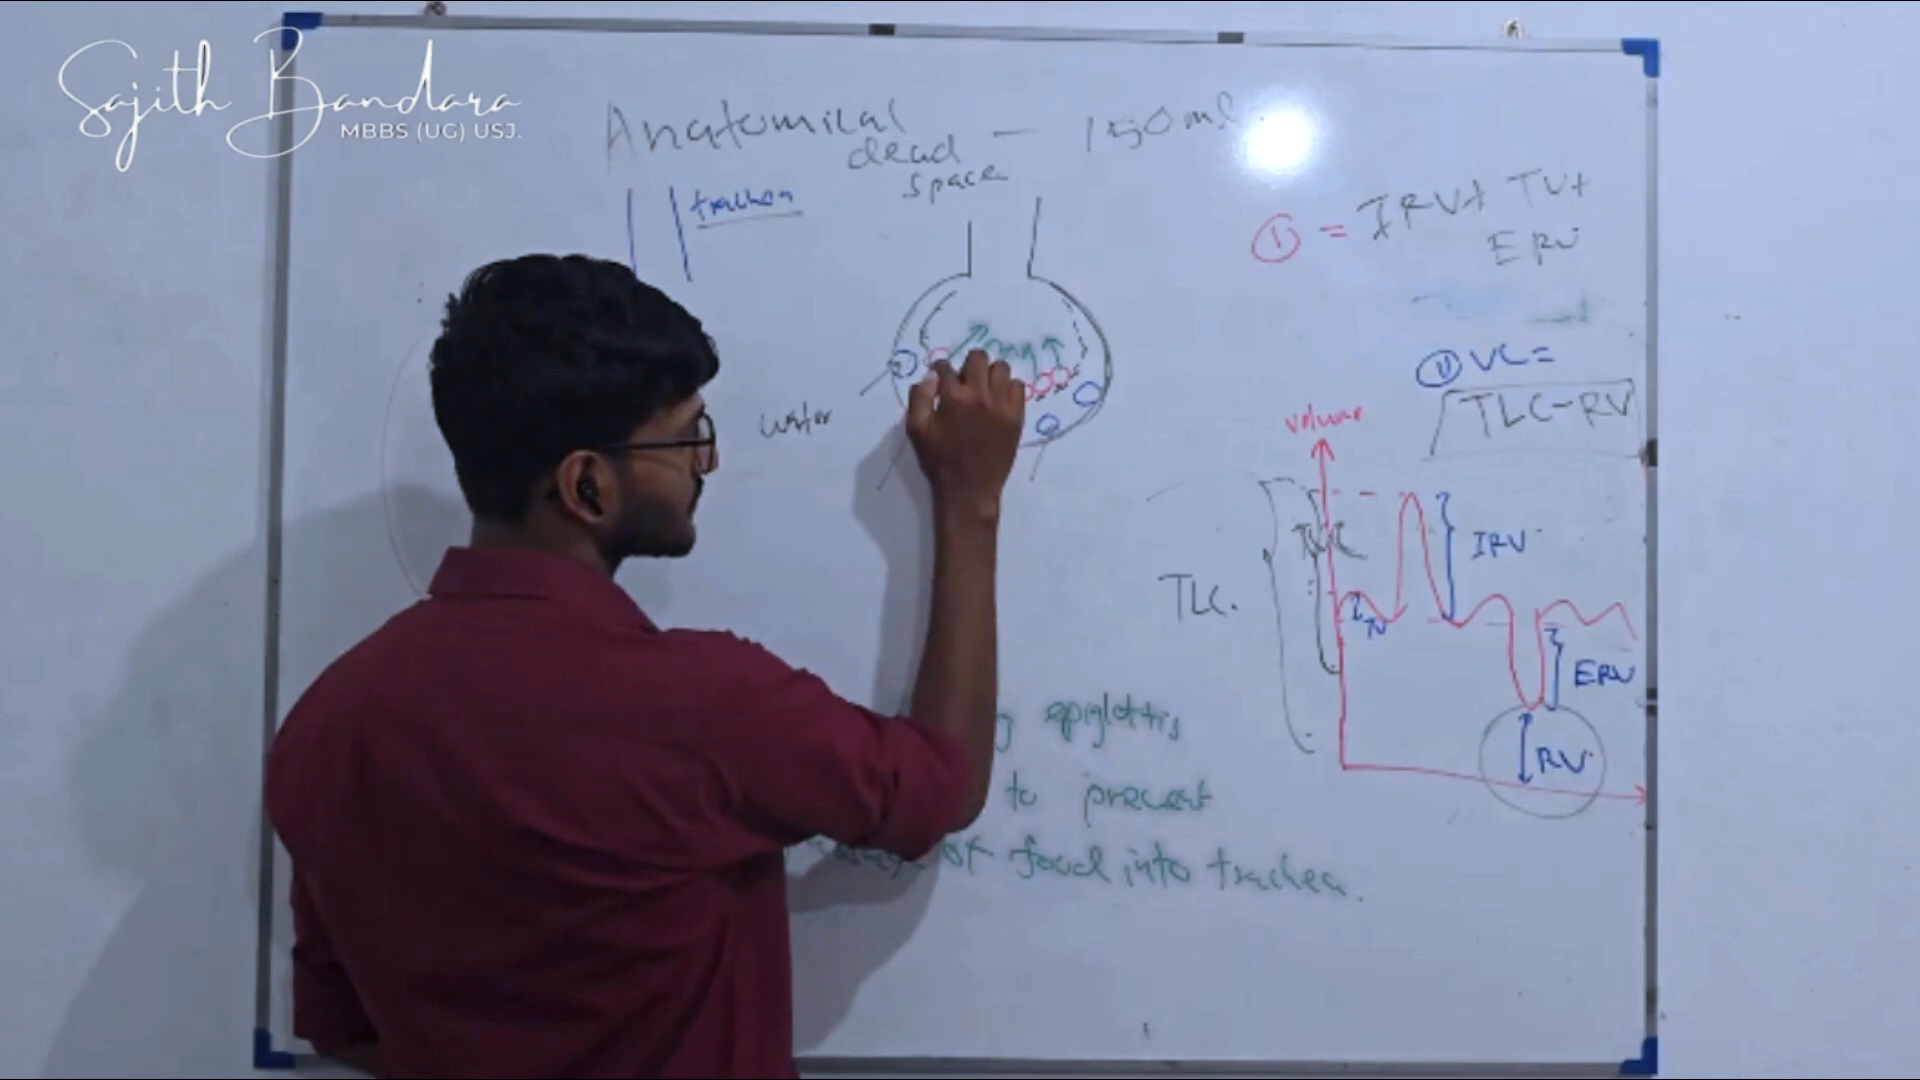 Sajith Bandara
MBBS (UG) USJ.
Anatomical
dead
space
— 150ml.
trachea
water
① = IRV+ TV+
ERV
② VC =
TLC-RV
volume
IRV
TLC.
TV
ERV
RV
epiglottis
to prevent
of food into trachea.